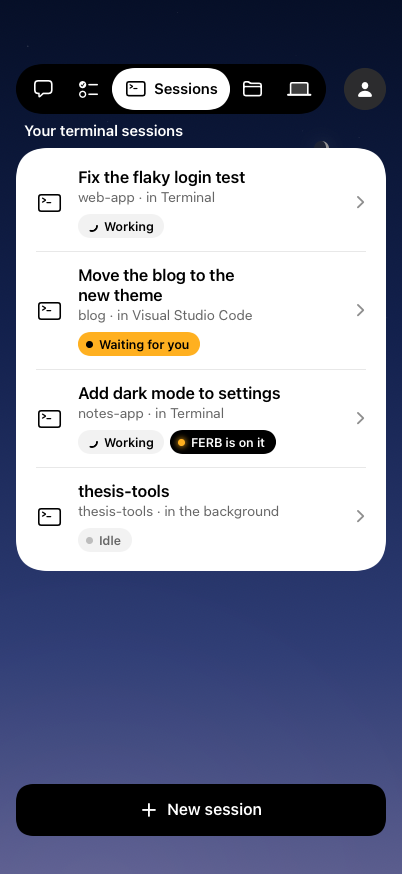 Sessions
Your terminal sessions
Fix the flaky login test
web-app · in Terminal
Working
Move the blog to the
new theme
blog · in Visual Studio Code
Waiting for you
Add dark mode to settings
notes-app · in Terminal
Working
FERB is on it
thesis-tools
thesis-tools · in the background
Idle
New session